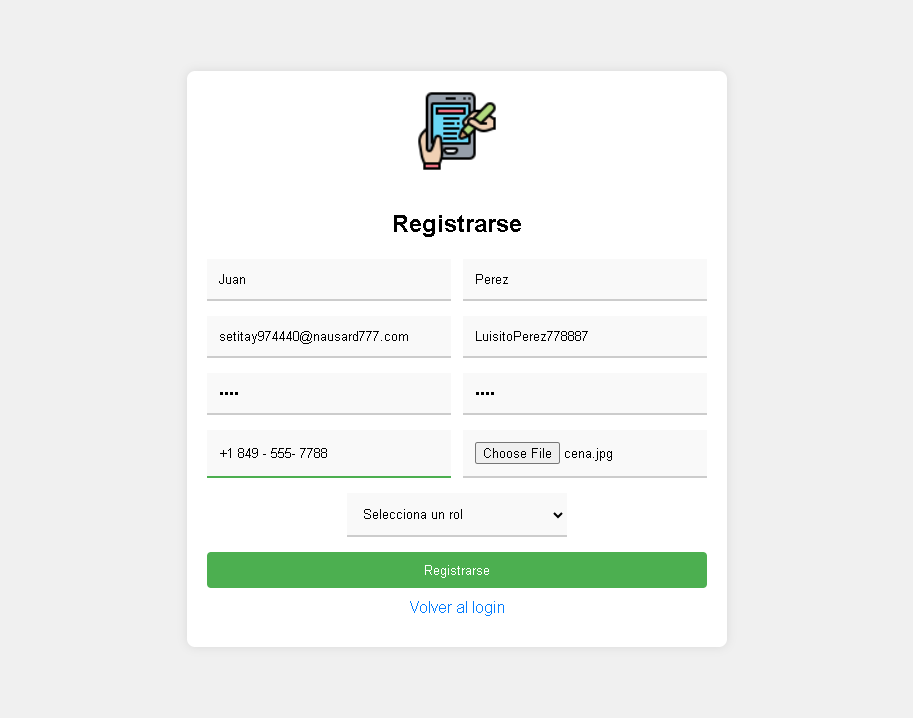 Registrarse
Juan Perez
setitay974440@nausard777.com LuisitoPerez778887
•••• ••••
+1 849 - 555- 7788 Choose File cena.jpg
Selecciona un rol
Registrarse
Volver al login